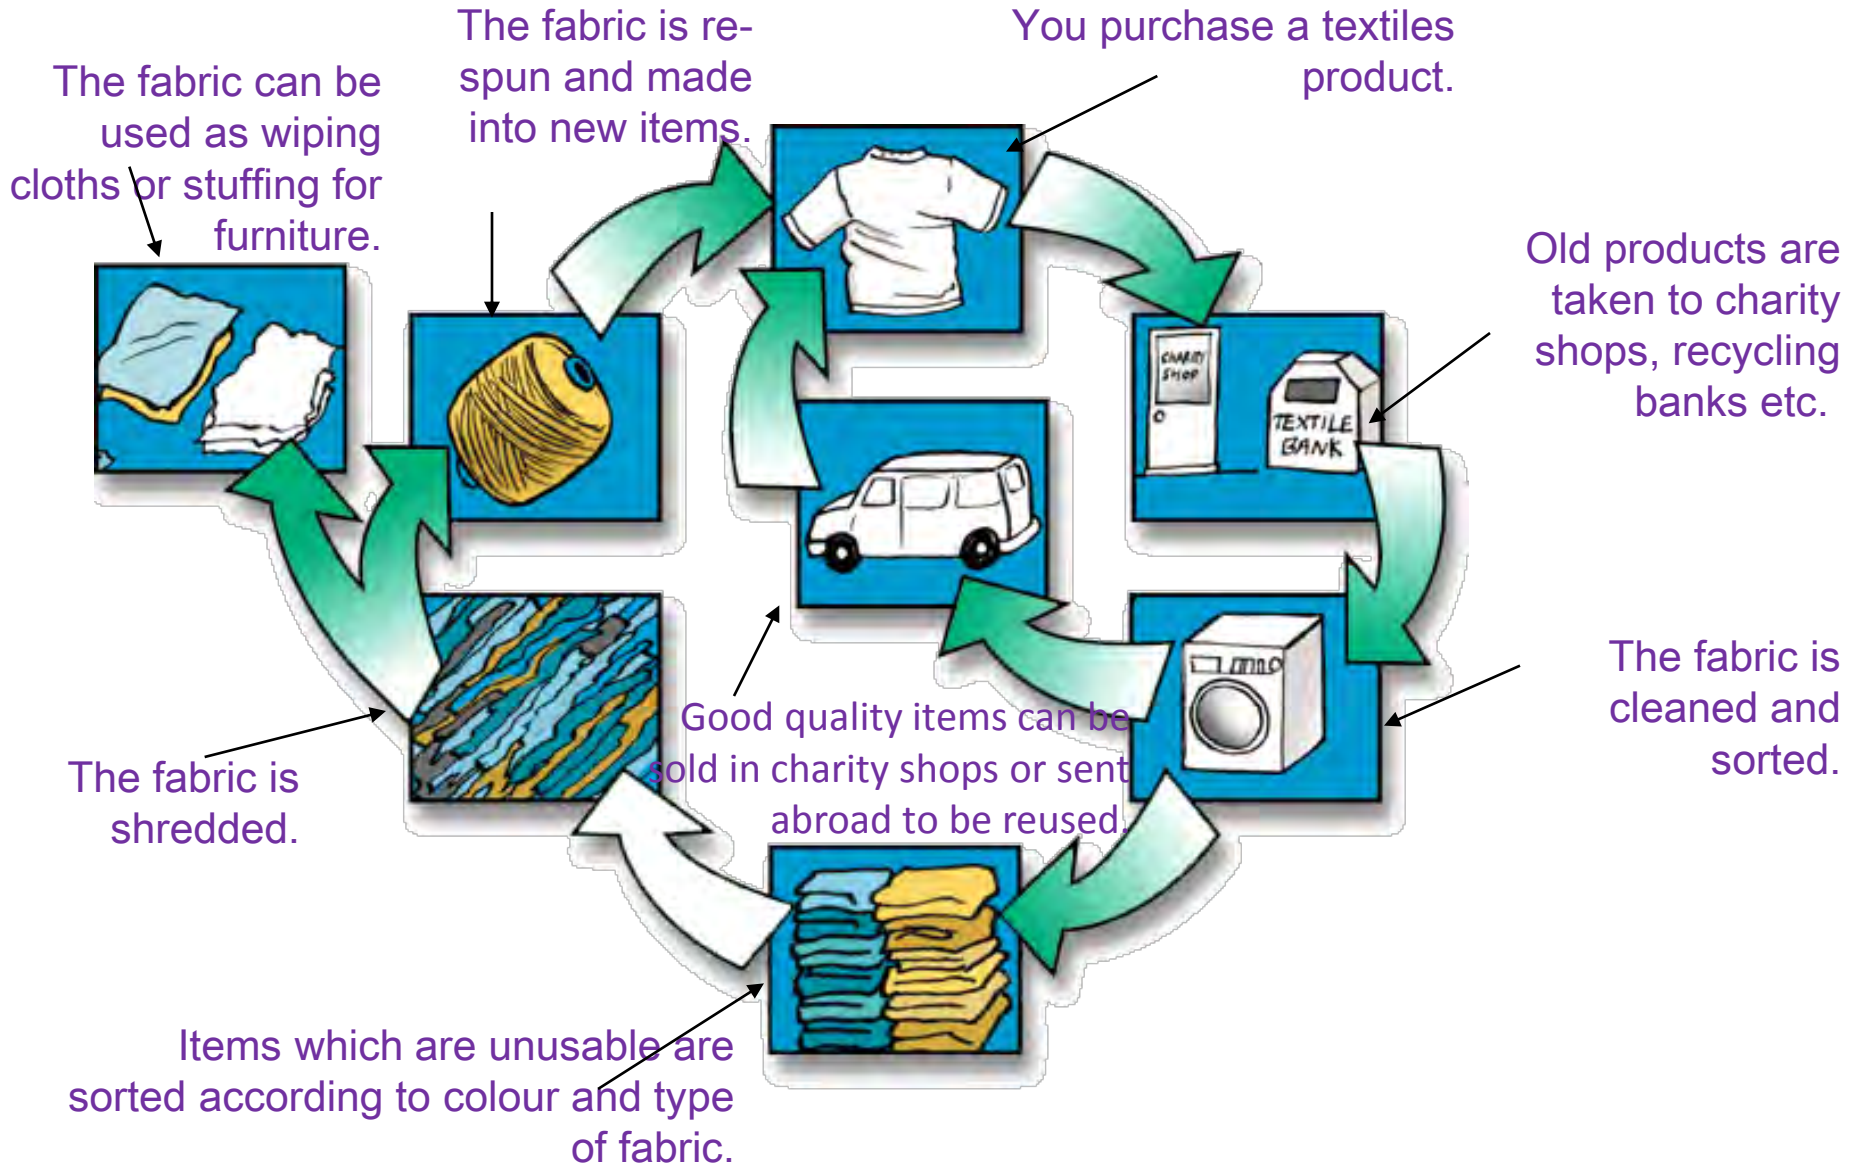 The fabric is re-
spun and made
into new items.
You purchase a textiles
product.
The fabric can be
used as wiping
cloths or stuffing for
furniture.
Old products are
taken to charity
shops, recycling
banks etc.
CHARITY
SHOP
TEXTILE
BANK
The fabric is
cleaned and
sorted.
Good quality items can be
sold in charity shops or sent
abroad to be reused.
The fabric is
shredded.
Items which are unusable are
sorted according to colour and type
of fabric.